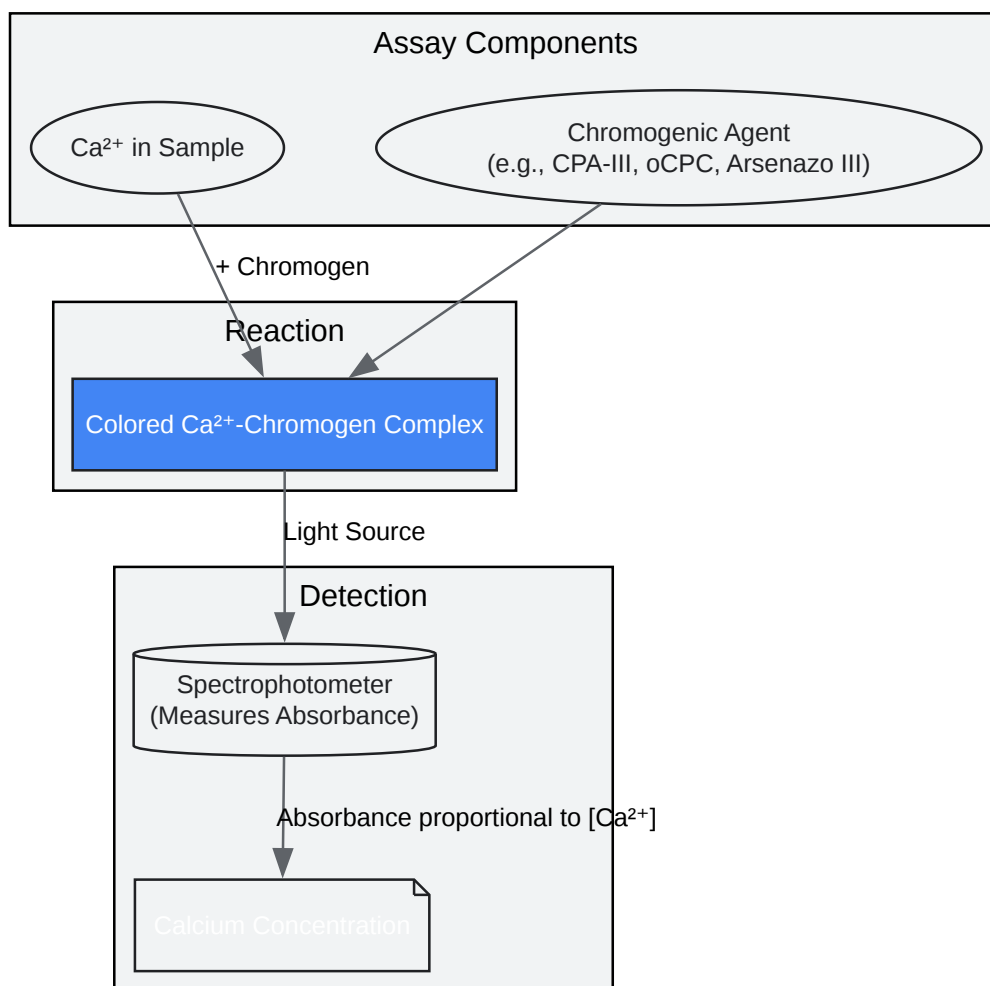 Assay Components
Ca²⁺ in Sample
Chromogenic Agent
(e.g., CPA-III, oCPC, Arsenazo III)
+ Chromogen
Reaction
Colored Ca²⁺-Chromogen Complex
Light Source
Detection
Spectrophotometer
(Measures Absorbance)
Absorbance proportional to [Ca²⁺]
Calcium Concentration